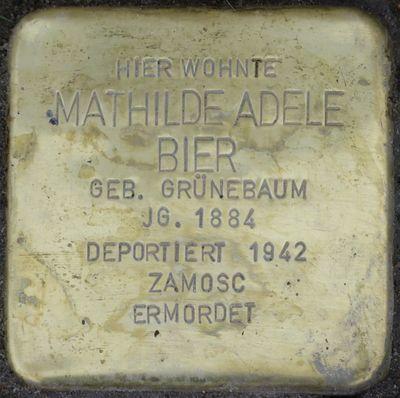 HIER WOHNTE
MATHILDE ADELE
BIER
GEB. GRÜNEBAUM
JG. 1884
DEPORTIERT 1942
ZAMOSC
ERMORDET